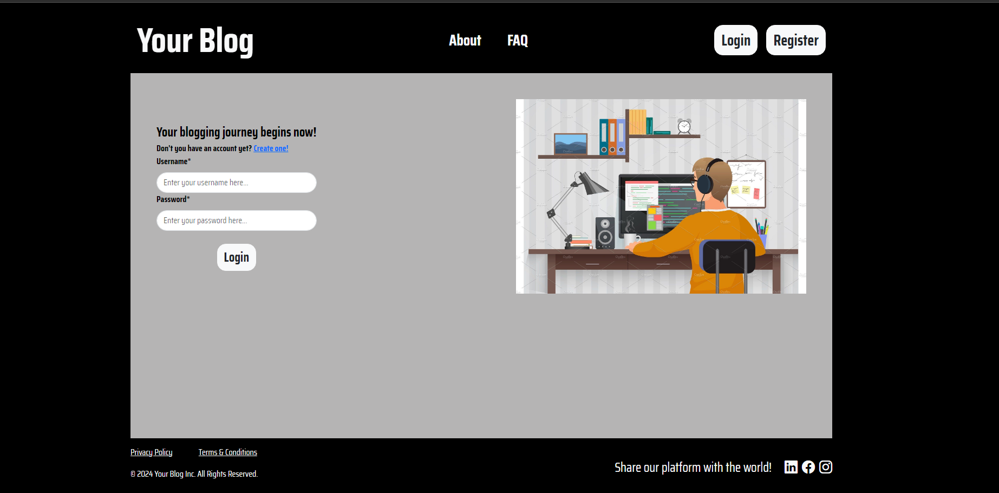 Your Blog
About
FAQ
Login
Register
Your blogging journey begins now!
Don't you have an account yet? Create one!
Username*
Enter your username here...
Password*
Enter your password here...
Login
Privacy Policy
Terms & Conditions
© 2024 Your Blog Inc. All Rights Reserved.
Share our platform with the world!
in